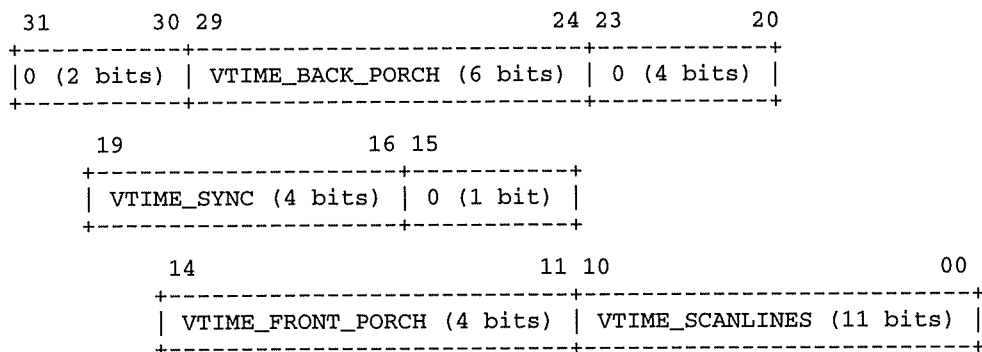 31 30 29 24 23 20
+-----------+-------------------------+-----------+
|0 (2 bits) | VTIME_BACK_PORCH (6 bits) | 0 (4 bits) |
+-----------+-------------------------+-----------+
19 16 15
+--------------------+-----------+
| VTIME_SYNC (4 bits) | 0 (1 bit) |
+--------------------+-----------+
14 11 10 00
+---------------------------+-------------------------+
| VTIME_FRONT_PORCH (4 bits) | VTIME_SCANLINES (11 bits) |
+---------------------------+-------------------------+